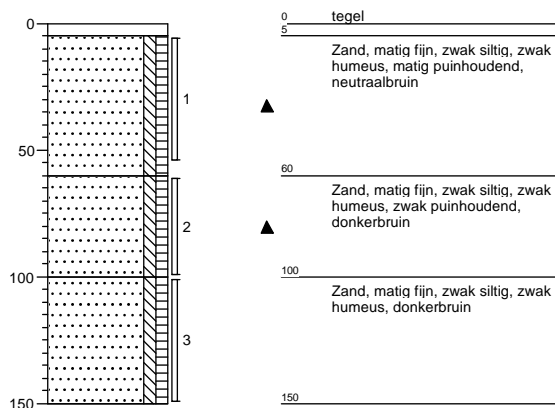 0
50
100
150
1
2
3
0
tegel
5
Zand, matig fijn, zwak siltig, zwak
humeus, matig puinhoudend,
neutraalbruin
60
Zand, matig fijn, zwak siltig, zwak
humeus, zwak puinhoudend,
donkerbruin
100
Zand, matig fijn, zwak siltig, zwak
humeus, donkerbruin
150